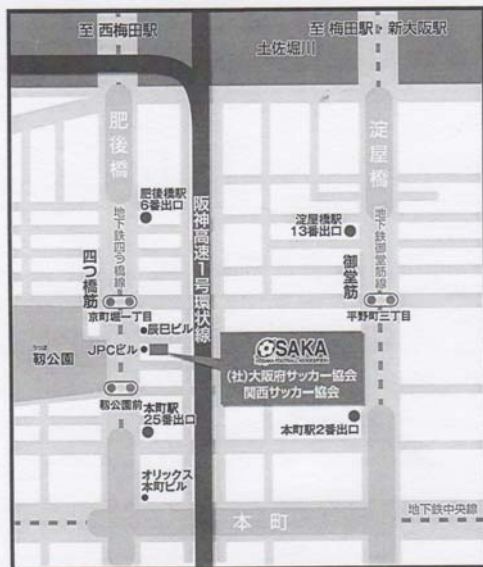 至 西梅田駅
至 梅田駅・新大阪駅
土佐堀川
肥後橋
淀屋橋
肥後橋駅
6番出口
阪神高速1号環状線
淀屋橋駅
13番出口
地下鉄四つ橋線
地下鉄御堂筋線
四つ橋筋
御堂筋
京町堀一丁目
平野町三丁目
辰巳ビル
うつぼ
靱公園
JPCビル
OSAKA
(社)大阪府サッカー協会
関西サッカー協会
靱公園前
本町駅
25番出口
本町駅2番出口
オリックス
本町ビル
地下鉄中央線
本町